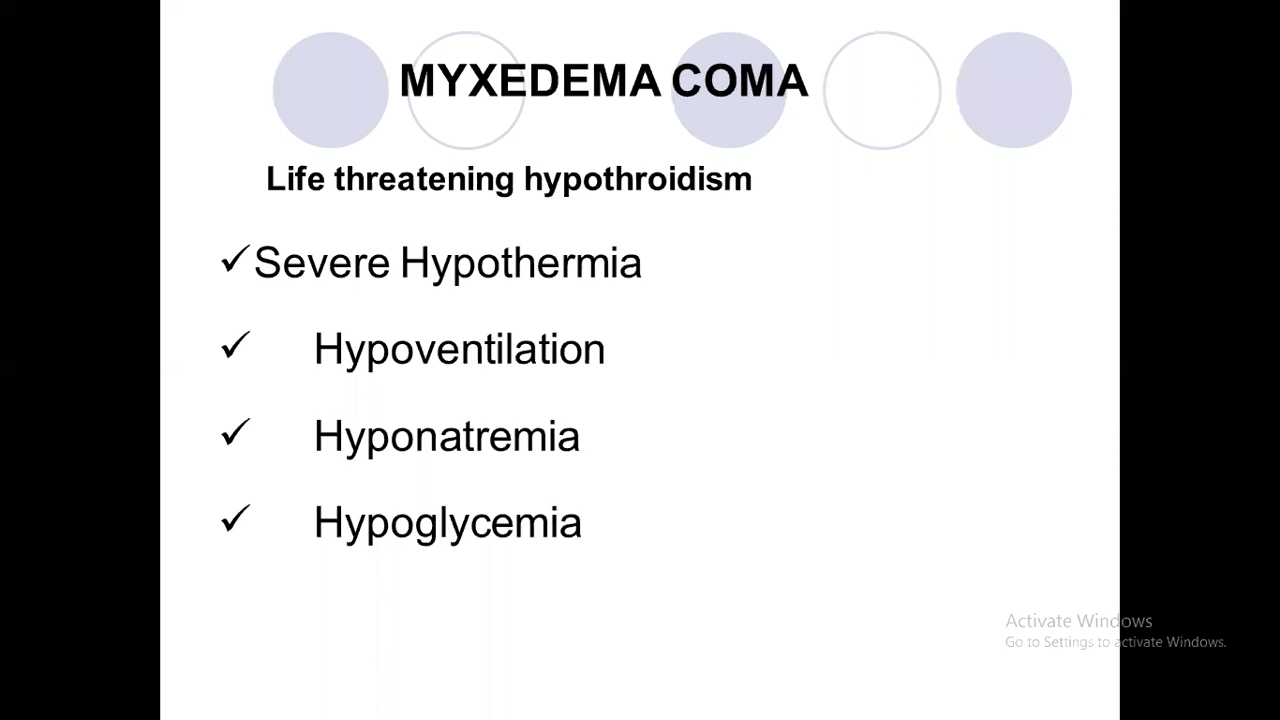 MYXEDEMA COMA
Life threatening hypothroidism
✓Severe Hypothermia
✓ Hypoventilation
✓ Hyponatremia
✓ Hypoglycemia
Activate Windows
Go to Settings to activate Windows.